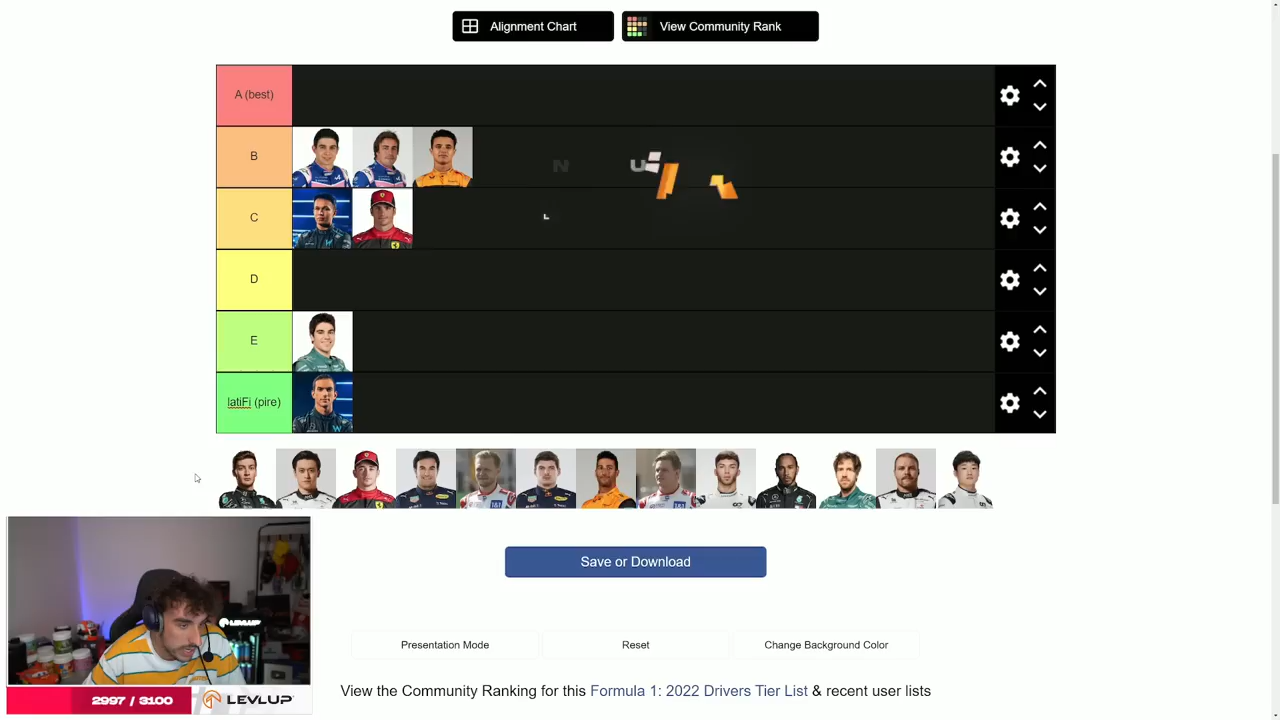 Alignment Chart
View Community Rank
A (best)
B
C
D
E
latiFi (pire)
N
U
L
LEVLUP
Save or Download
Presentation Mode
Reset
Change Background Color
2997 / 3100
LEVLUP
View the Community Ranking for this Formula 1: 2022 Drivers Tier List & recent user lists